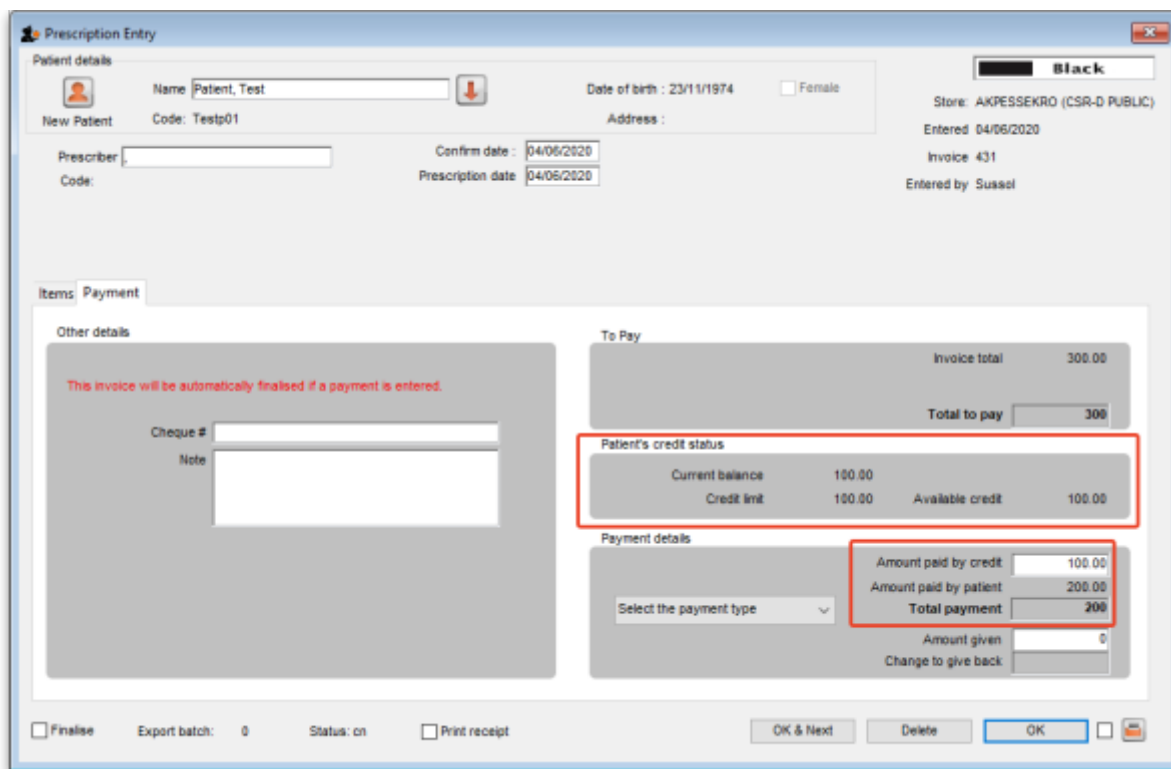 Prescription Entry
Patient details
New Patient
Name Patient, Test
Code: Testp01
Date of birth : 23/11/1974
Female
Address :
Black
Store: AKPESSEKRO (CSR-D PUBLIC)
Entered 04/06/2020
Invoice 431
Entered by Sussol
Prescriber ,
Code:
Confirm date : 04/06/2020
Prescription date 04/06/2020
Items Payment
Other details
This invoice will be automatically finalised if a payment is entered.
Cheque #
Note
To Pay
Invoice total 300.00
Total to pay 300
Patient's credit status
Current balance 100.00
Credit limit 100.00 Available credit 100.00
Payment details
Select the payment type
Amount paid by credit 100.00
Amount paid by patient 200.00
Total payment 200
Amount given 0
Change to give back
Finalise Export batch: 0 Status: cn Print receipt OK & Next Delete OK